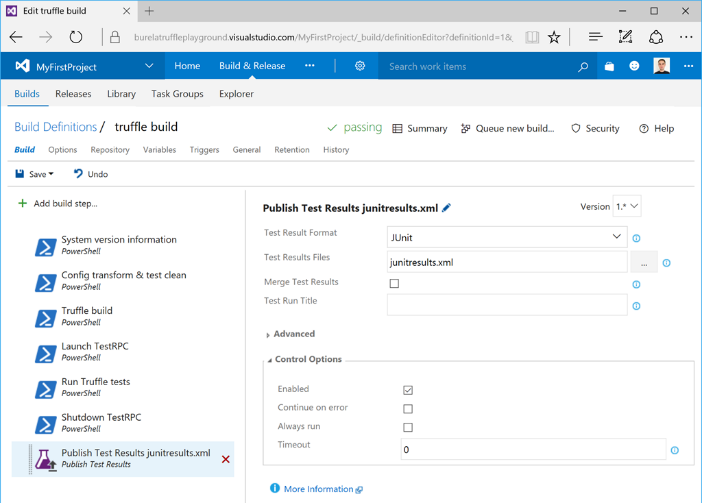 Edit truffle build
burelatruffleplayground.visualstudio.com/MyFirstProject/_build/definitionEditor?definitionId=1&
MyFirstProject Home Build & Release Search work items
Builds Releases Library Task Groups Explorer
Build Definitions / truffle build passing Summary Queue new build... Security Help
Build Options Repository Variables Triggers General Retention History
Save Undo
Add build step...
System version information
PowerShell
Config transform & test clean
PowerShell
Truffle build
PowerShell
Launch TestRPC
PowerShell
Run Truffle tests
PowerShell
Shutdown TestRPC
PowerShell
Publish Test Results junitresults.xml
Publish Test Results
Publish Test Results junitresults.xml Version 1.*
Test Result Format JUnit
Test Results Files junitresults.xml ...
Merge Test Results
Test Run Title
Advanced
Control Options
Enabled
Continue on error
Always run
Timeout 0
More Information